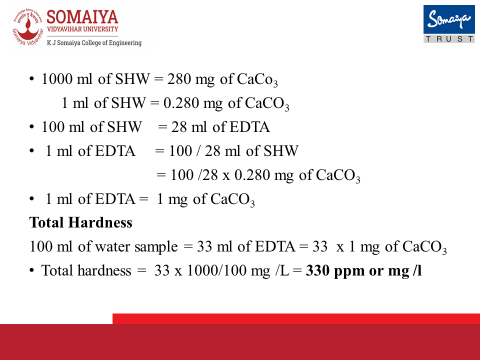 SOMAIYA
VIDYAVIHAR UNIVERSITY
K J Somaiya College of Engineering
Somaiya
TRUST
• 1000 ml of SHW = 280 mg of CaCo₃
1 ml of SHW = 0.280 mg of CaCO₃
• 100 ml of SHW = 28 ml of EDTA
• 1 ml of EDTA = 100 / 28 ml of SHW
= 100 /28 x 0.280 mg of CaCO₃
• 1 ml of EDTA = 1 mg of CaCO₃
Total Hardness
100 ml of water sample = 33 ml of EDTA = 33 x 1 mg of CaCO₃
• Total hardness = 33 x 1000/100 mg /L = 330 ppm or mg /l